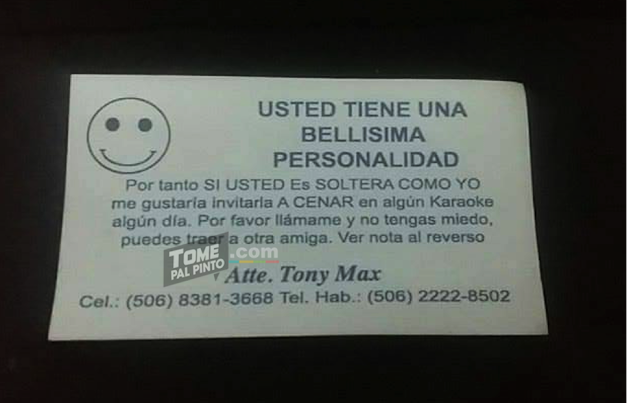 USTED TIENE UNA
BELLISIMA
PERSONALIDAD
Por tanto SI USTED Es SOLTERA COMO YO
me gustaría invitarla A CENAR en algún Karaoke
algún día. Por favor llámame y no tengas miedo,
puedes traer a otra amiga. Ver nota al reverso
TOME .com
PAL PINTO
Atte. Tony Max
Cel.: (506) 8381-3668 Tel. Hab.: (506) 2222-8502